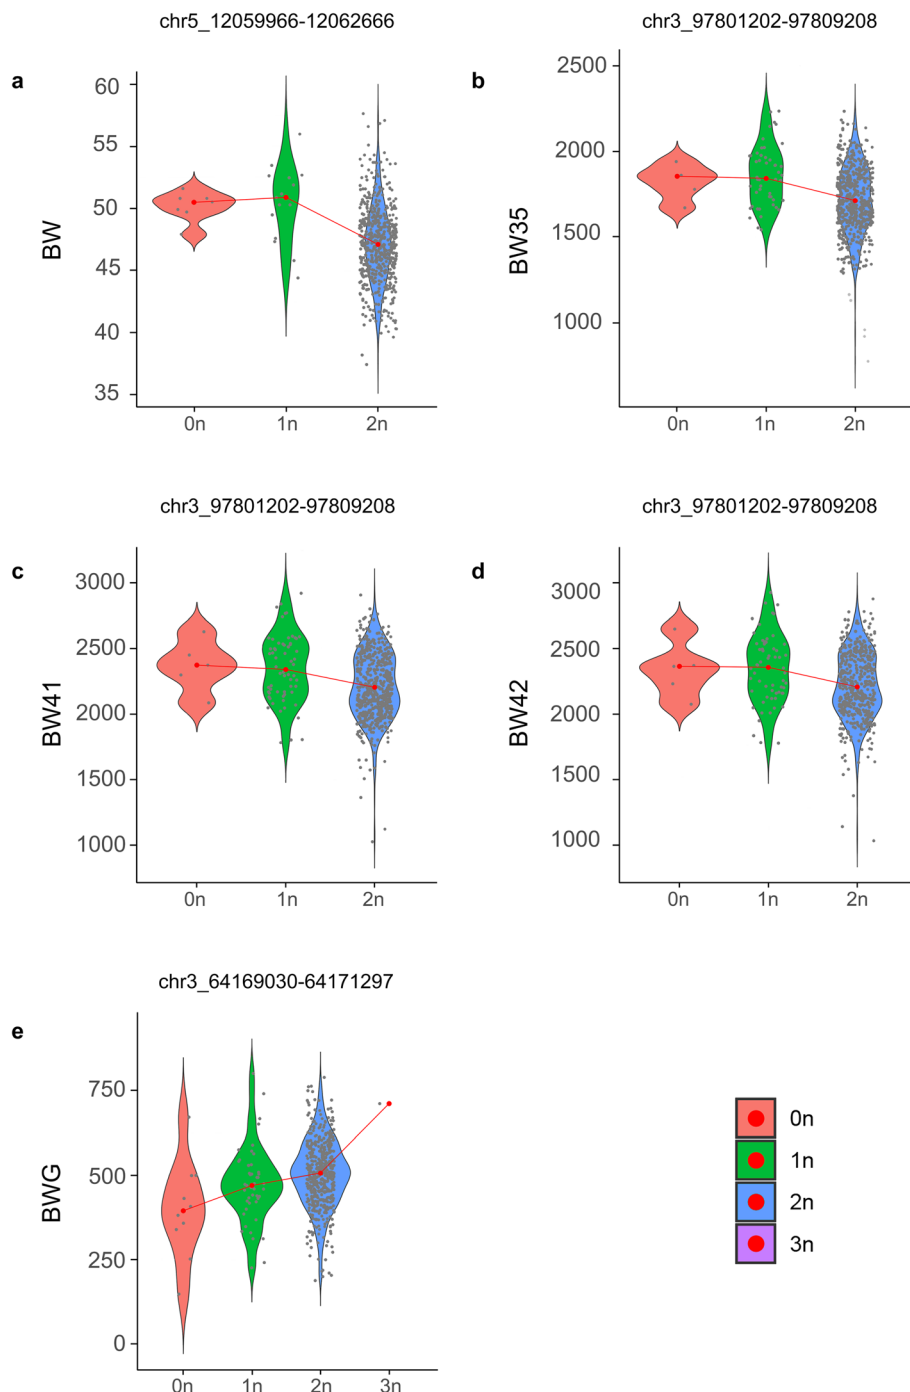 chr5_12059966-12062666
a
BW
60
55
50
45
40
35
0n 1n 2n
chr3_97801202-97809208
b
BW35
2500
2000
1500
1000
0n 1n 2n
chr3_97801202-97809208
c
BW41
3000
2500
2000
1500
1000
0n 1n 2n
chr3_97801202-97809208
d
BW42
3000
2500
2000
1500
1000
0n 1n 2n
chr3_64169030-64171297
e
BWG
750
500
250
0
0n 1n 2n 3n
0n
1n
2n
3n